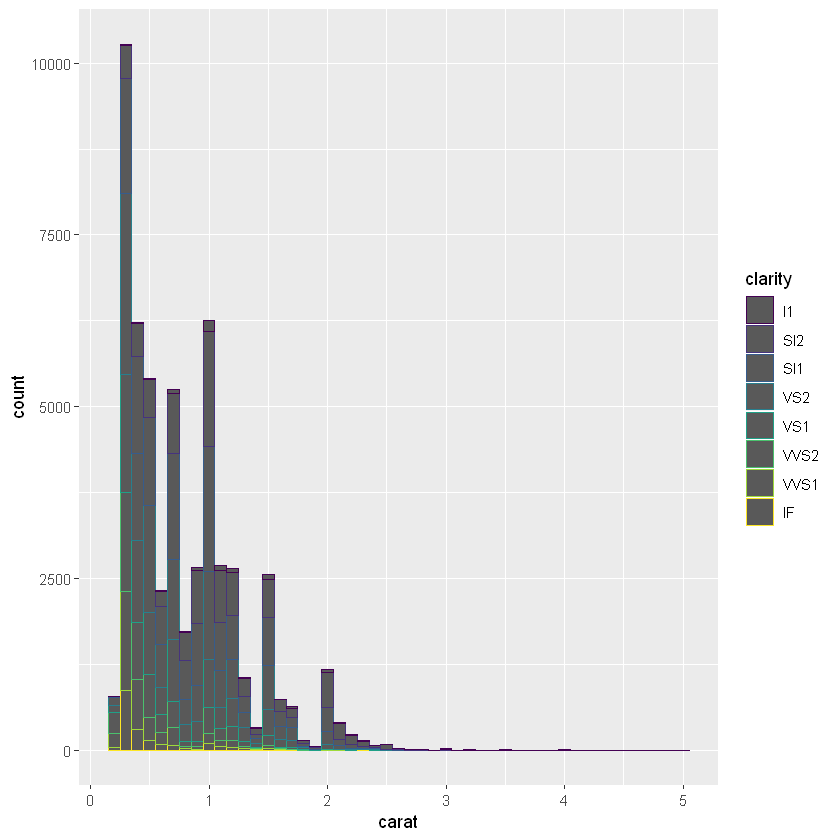 10000
7500
5000
2500
0
count
0 1 2 3 4 5
carat
clarity
I1
SI2
SI1
VS2
VS1
VVS2
VVS1
IF